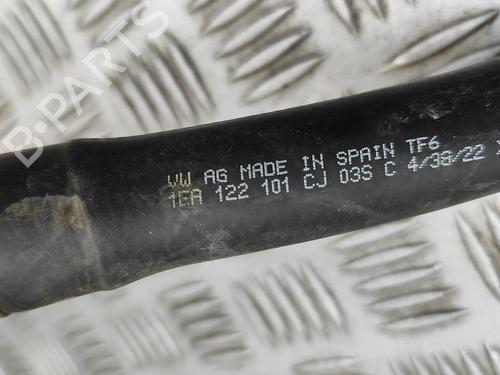 B-PARTS
VW AG MADE IN SPAIN TF6
1EA 122 101 CJ 03S C 4/38/22 X